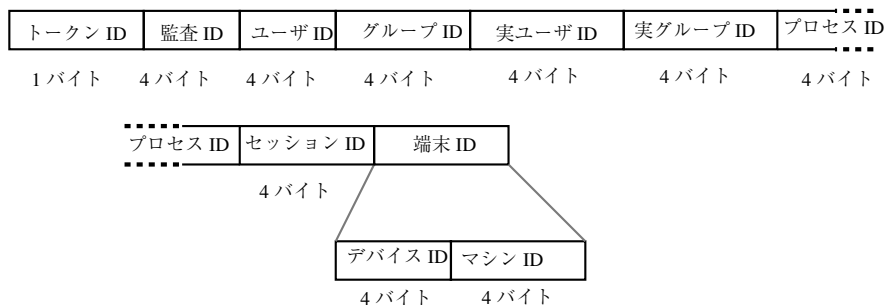 トークン ID 監査 ID ユーザ ID グループ ID 実ユーザ ID 実グループ ID プロセス ID
1 バイト 4 バイト 4 バイト 4 バイト 4 バイト 4 バイト 4 バイト
プロセス ID セッション ID 端末 ID
4 バイト
デバイス ID マシン ID
4 バイト 4 バイト